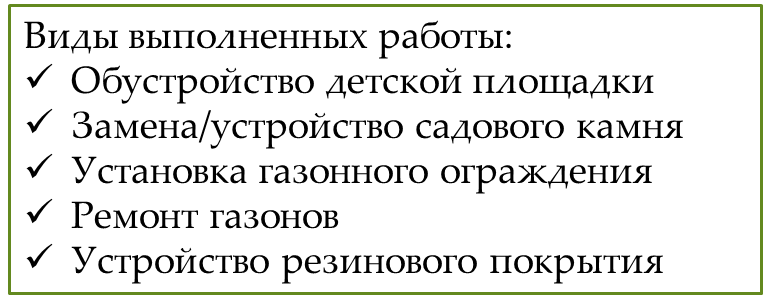 Виды выполненных работы:
✓ Обустройство детской площадки
✓ Замена/устройство садового камня
✓ Установка газонного ограждения
✓ Ремонт газонов
✓ Устройство резинового покрытия